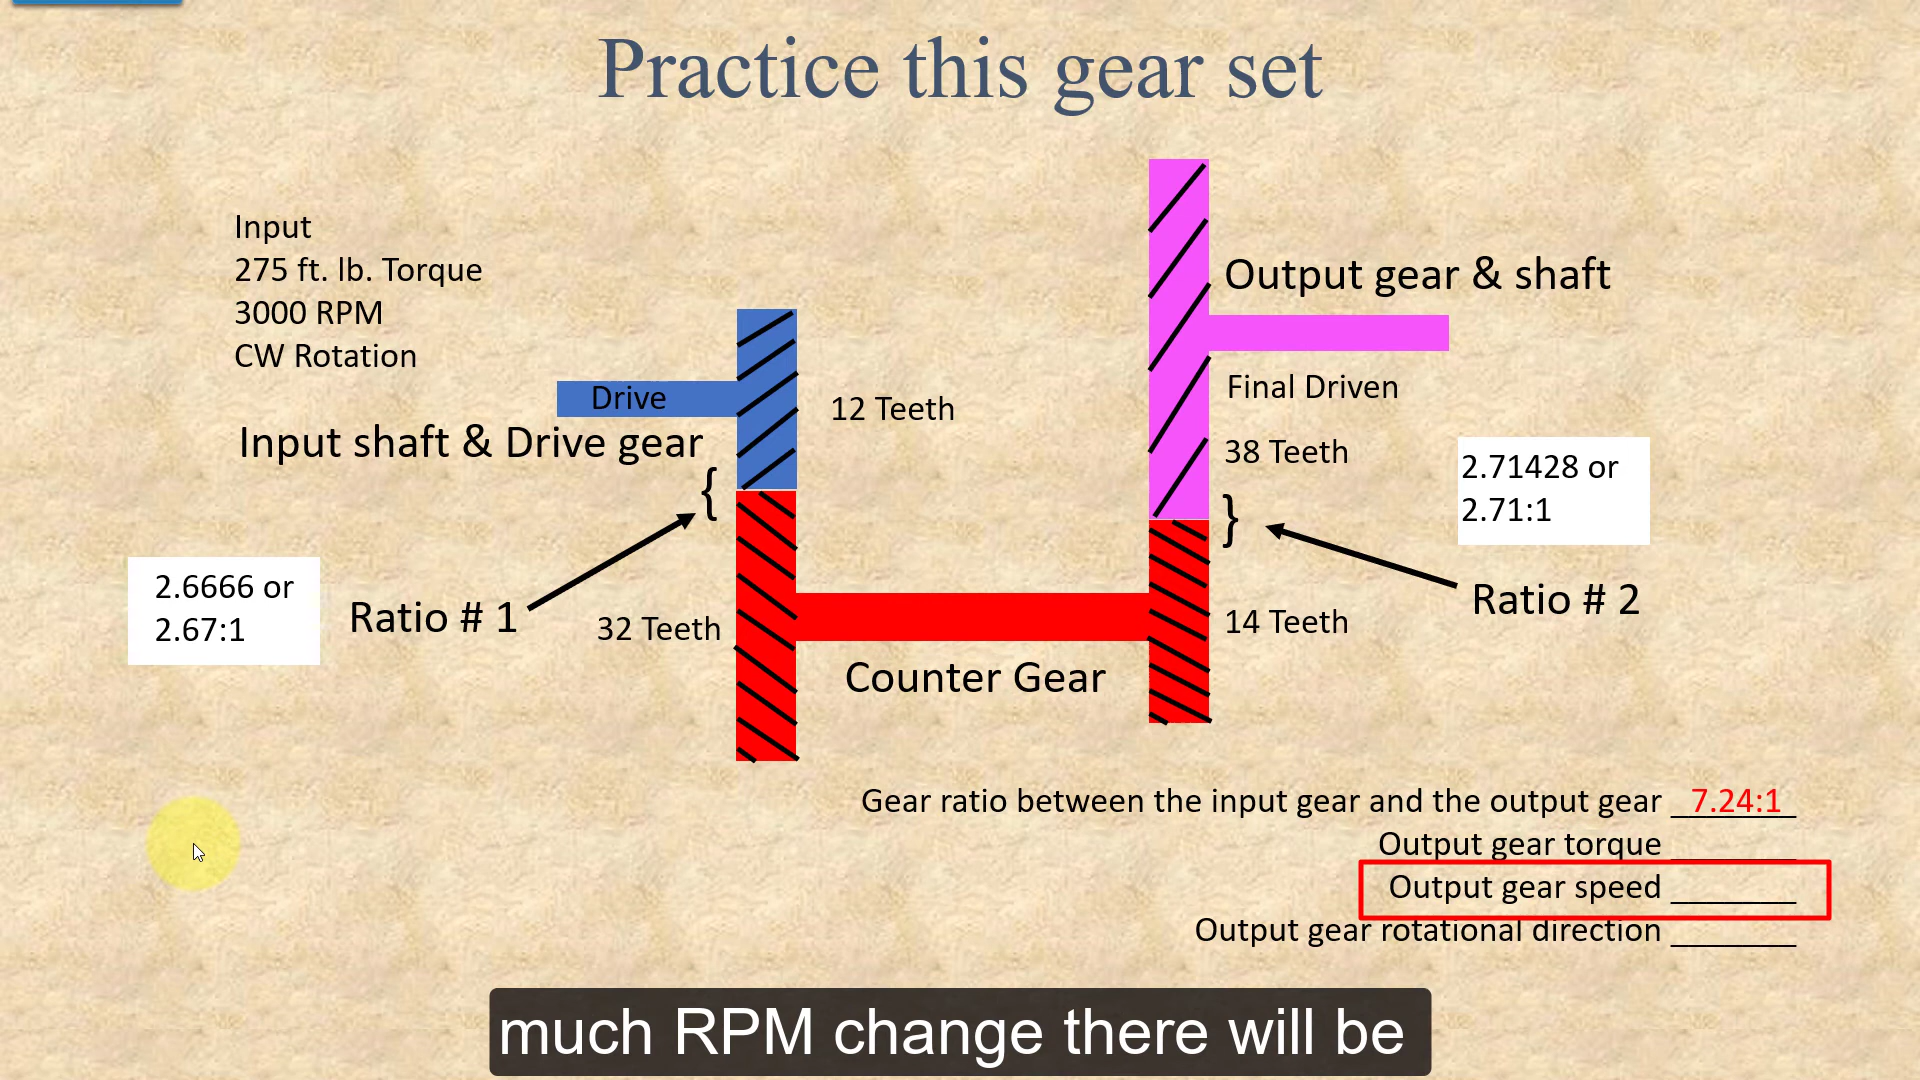 Practice this gear set
Input
275 ft. lb. Torque
3000 RPM
CW Rotation
Drive
Input shaft & Drive gear
{
12 Teeth
Output gear & shaft
Final Driven
38 Teeth
}
2.71428 or
2.71:1
2.6666 or
2.67:1
Ratio # 1
32 Teeth
Counter Gear
14 Teeth
Ratio # 2
Gear ratio between the input gear and the output gear 7.24:1
Output gear torque _______
Output gear speed _______
Output gear rotational direction _______
much RPM change there will be